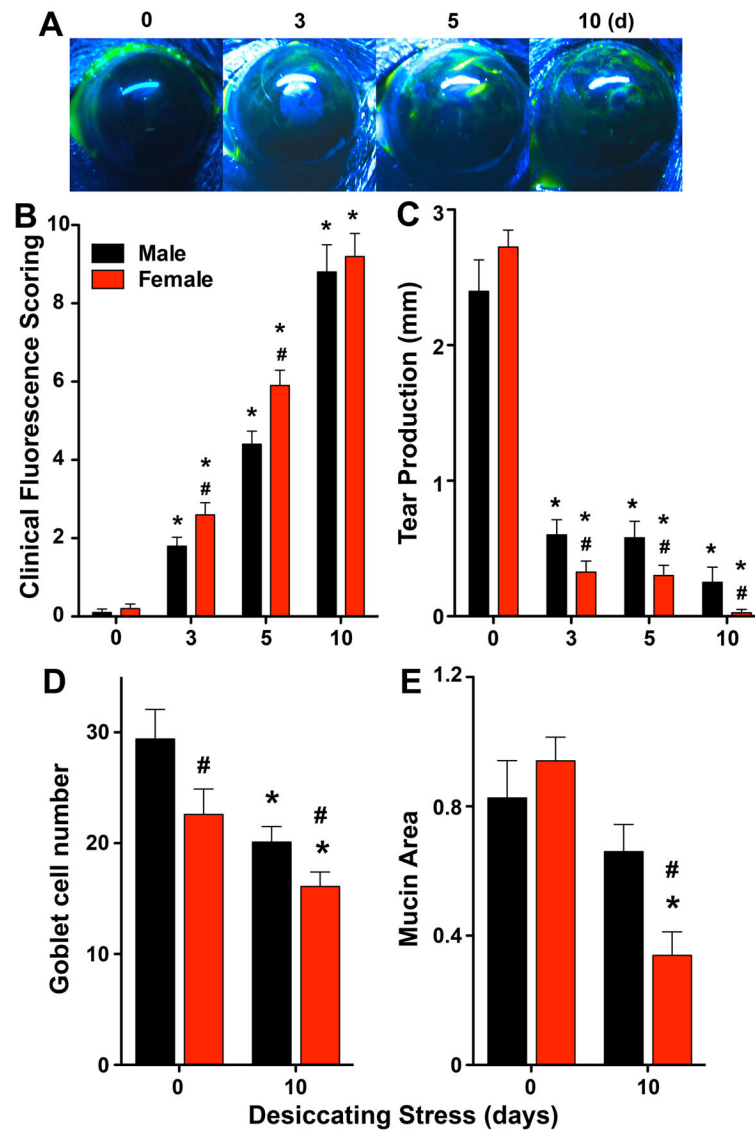 A
0 3 5 10 (d)
B
Clinical Fluorescence Scoring
10
8
6
4
2
0
Male
Female
* * # * * # * *
0 3 5 10
C
Tear Production (mm)
3
2
1
0
* * # * * # * * #
0 3 5 10
D
Goblet cell number
30
20
10
0
# * # *
0 10
E
Mucin Area
1.2
0.8
0.4
0
# *
0 10
Desiccating Stress (days)